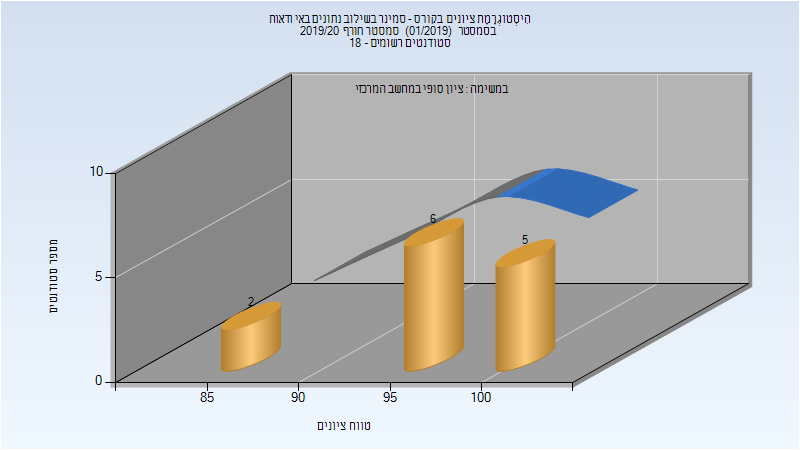 היסטוגרמת ציונים בקורס - סמינר בשילוב נחונים באי ודאות
בסמסטר (01/2019) סמסטר חורף 2019/20
סטודנטים רשומים - 18
במשימה : ציון סופי במחשב המרכזי
10
5
0
מספר סטודנטים
2
6
5
85
90
95
100
טווח ציונים